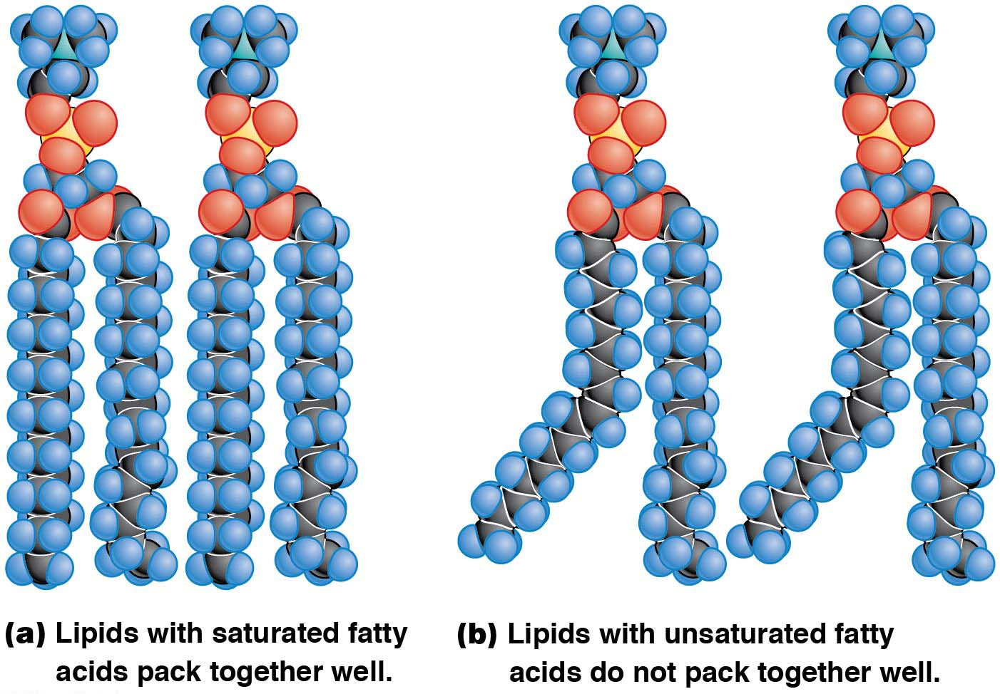 (a) Lipids with saturated fatty
acids pack together well.
(b) Lipids with unsaturated fatty
acids do not pack together well.